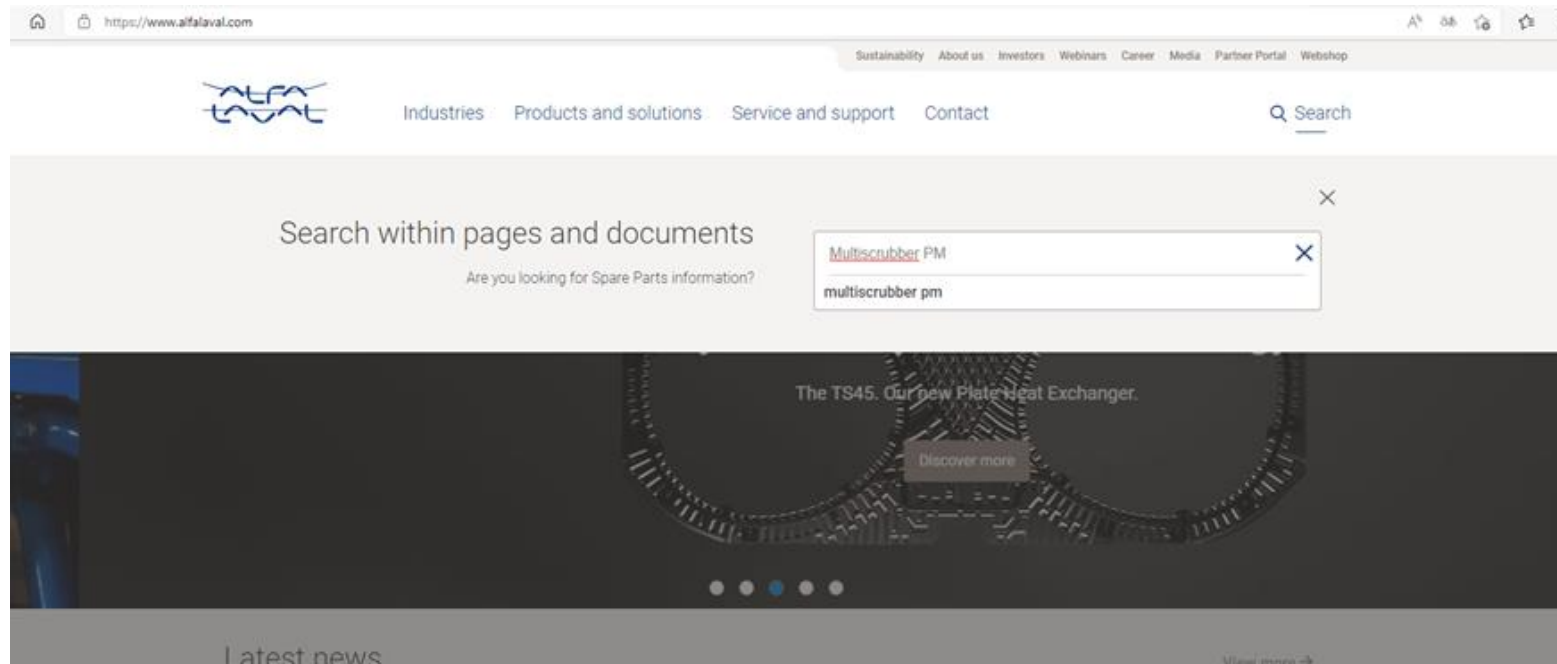 https://www.alfalaval.com
Sustainability About us Investors Webinars Career Media Partner Portal Webshop
ALFA
LAVAL
Industries Products and solutions Service and support Contact Search
Search within pages and documents
Are you looking for Spare Parts information?
Multiscrubber PM
multiscrubber pm
The TS45. Our new Plate Heat Exchanger.
Discover more
Latest news
View more